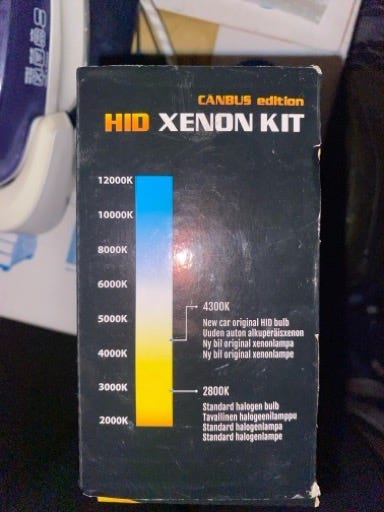 CANBUS edition
HID XENON KIT
12000K
10000K
8000K
6000K
5000K
4000K
3000K
2000K
4300K
New car original HID bulb
Uuden auton alkuperäisxenon
Ny bil original xenonlampa
Ny bil original xenonlampe
2800K
Standard halogen bulb
Tavallinen halogeenilamppu
Standard halogenlampa
Standard halogenlampe